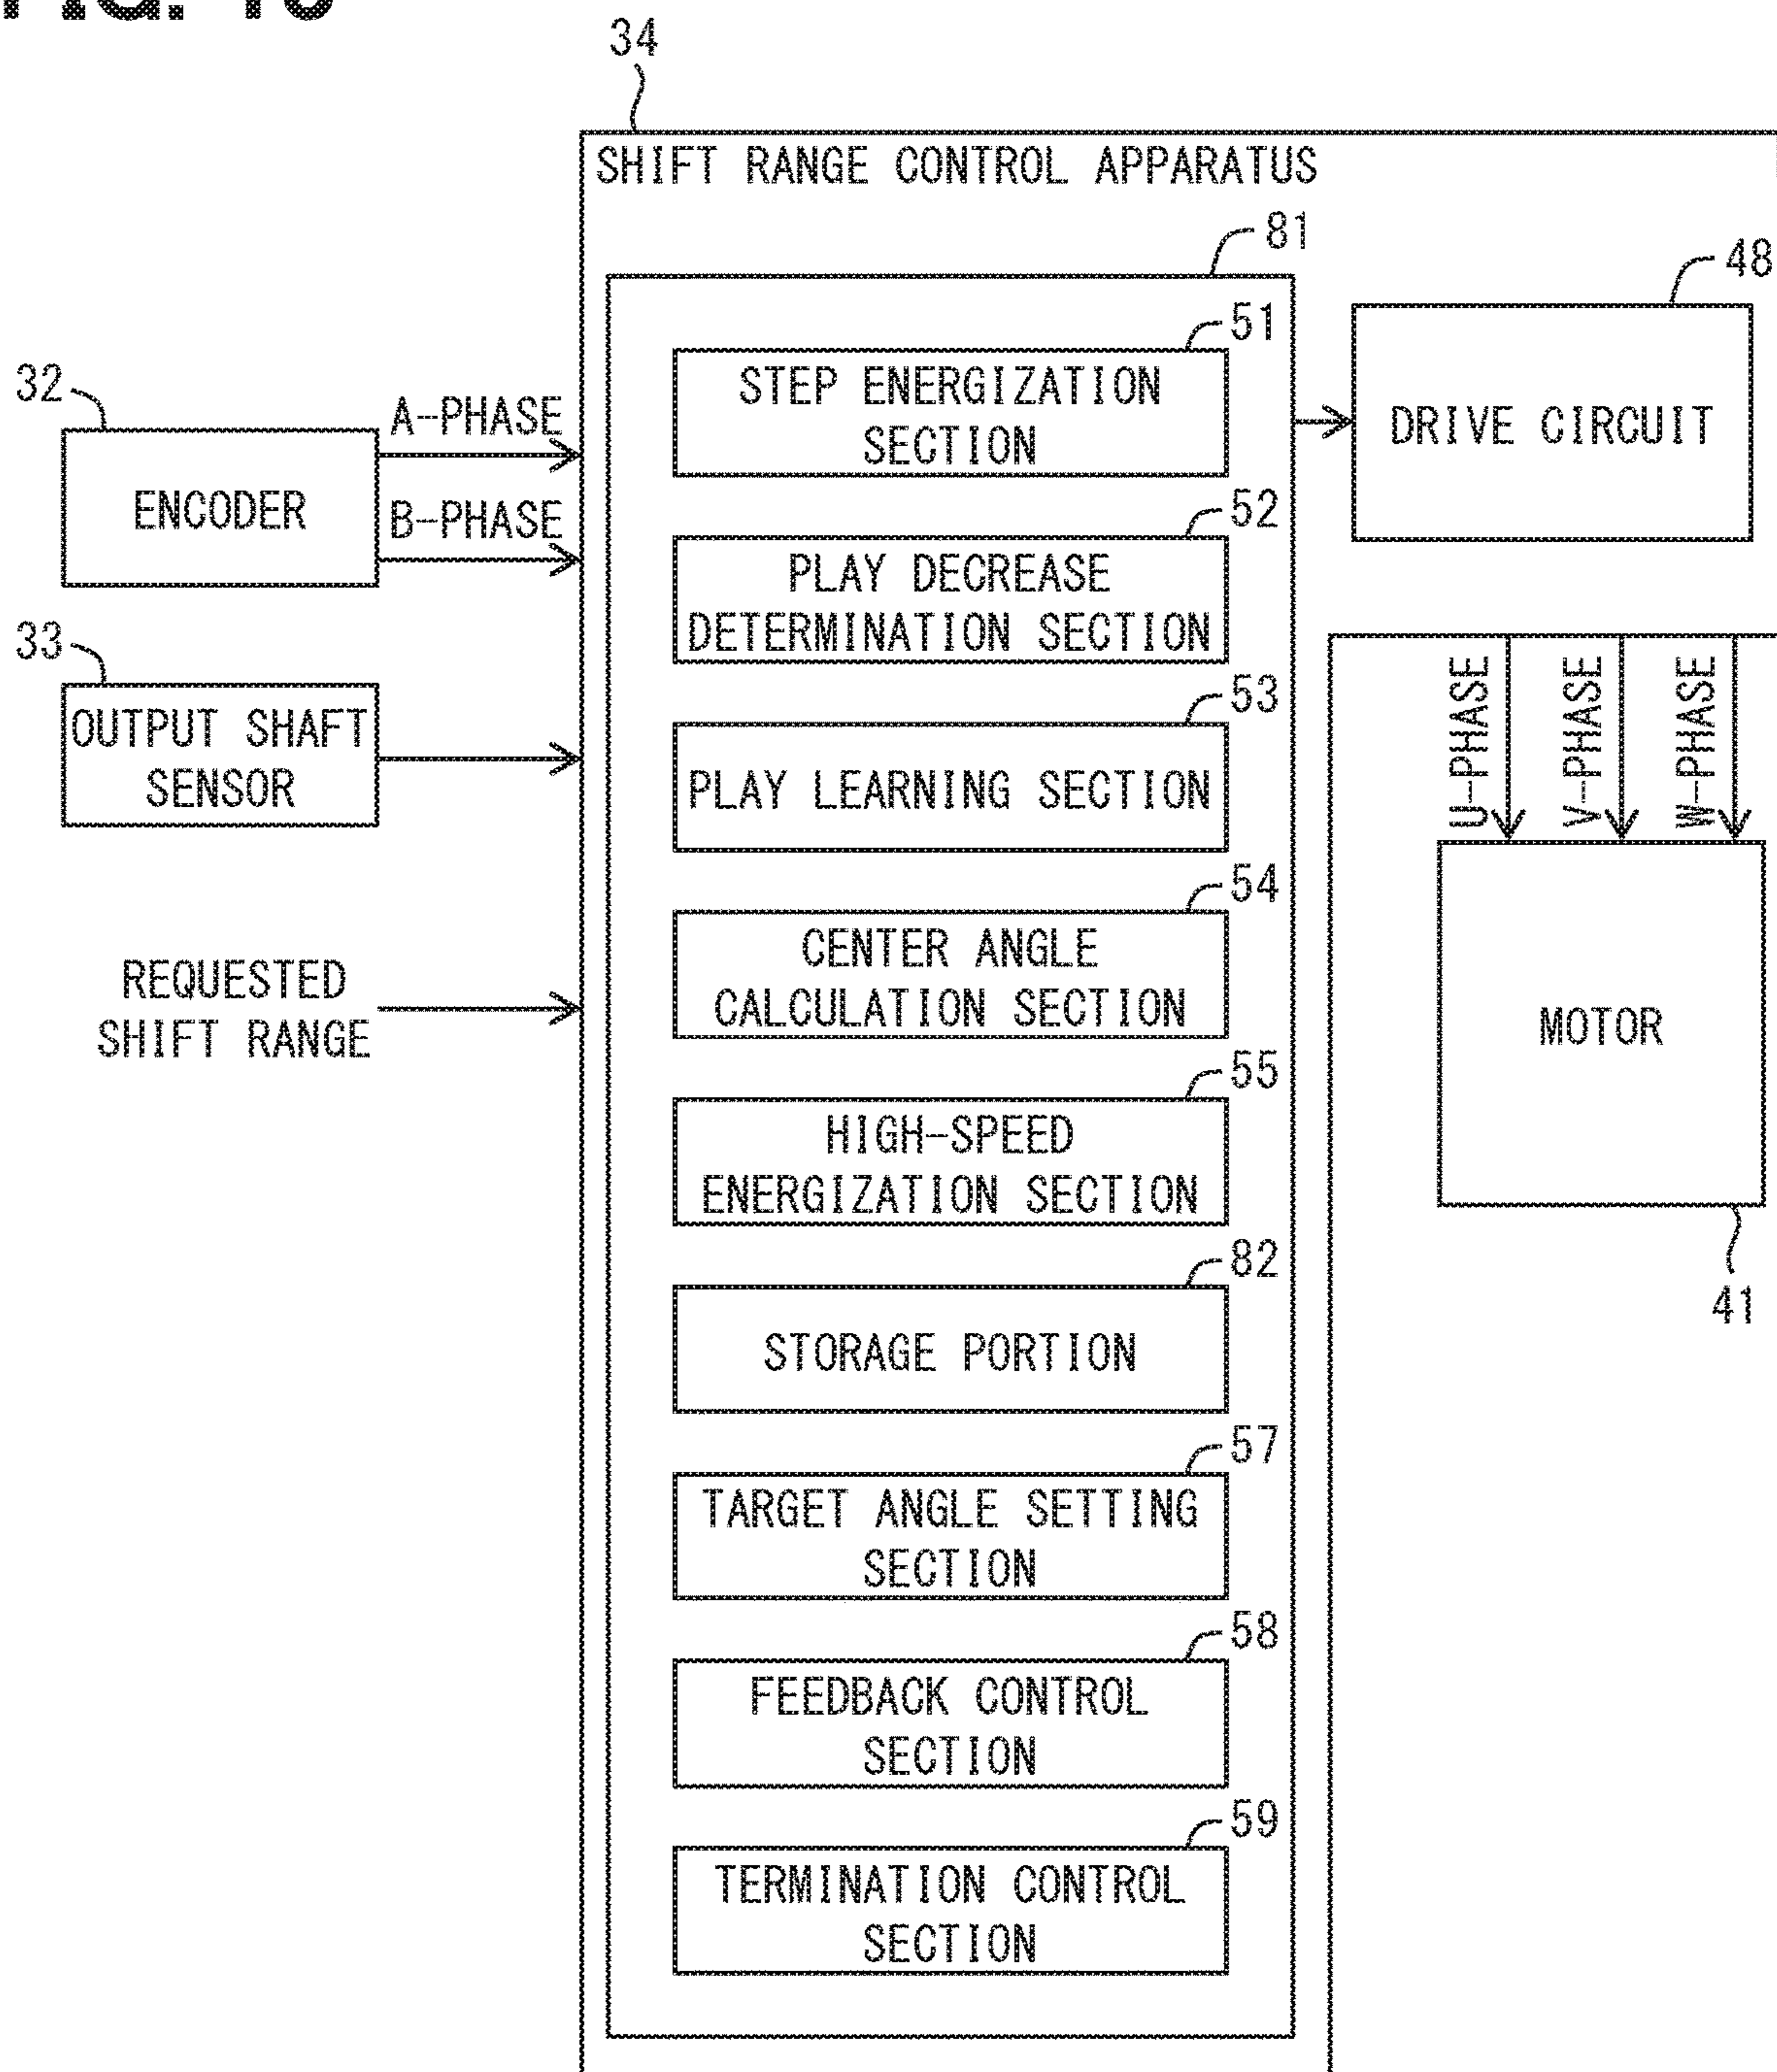 34
SHIFT RANGE CONTROL APPARATUS
81
48
51
STEP ENERGIZATION
SECTION
DRIVE CIRCUIT
32
A-PHASE
ENCODER
B-PHASE
52
PLAY DECREASE
DETERMINATION SECTION
33
OUTPUT SHAFT
SENSOR
53
PLAY LEARNING SECTION
U-PHASE
V-PHASE
W-PHASE
54
CENTER ANGLE
CALCULATION SECTION
REQUESTED
SHIFT RANGE
MOTOR
41
55
HIGH-SPEED
ENERGIZATION SECTION
82
STORAGE PORTION
57
TARGET ANGLE SETTING
SECTION
58
FEEDBACK CONTROL
SECTION
59
TERMINATION CONTROL
SECTION